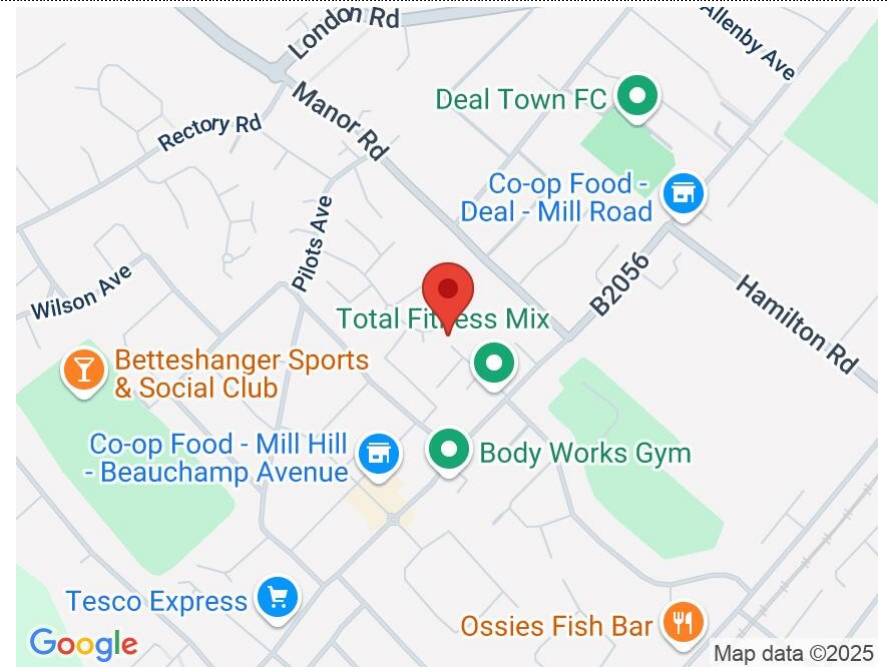 London Rd
Allenby Ave
Manor Rd
Deal Town FC
Rectory Rd
Co-op Food -
Deal - Mill Road
Pilots Ave
B2056
Wilson Ave
Hamilton Rd
Total Fitness Mix
Betteshanger Sports
& Social Club
Co-op Food - Mill Hill
- Beauchamp Avenue
Body Works Gym
Tesco Express
Ossies Fish Bar
Google
Map data ©2025